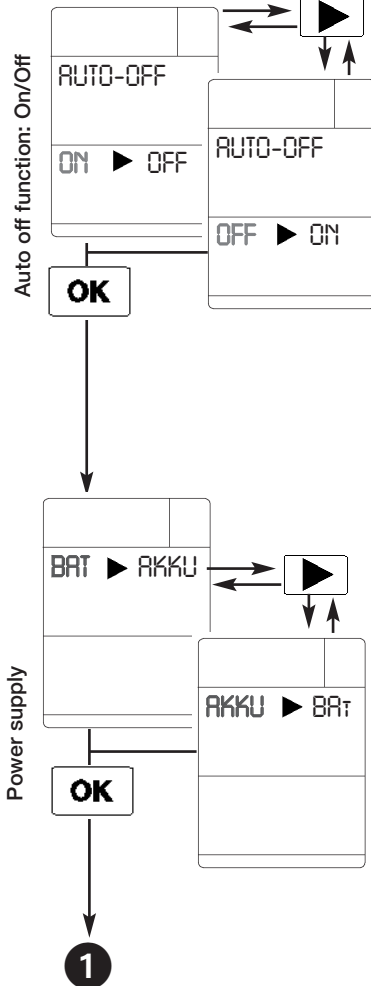 Auto off function: On/Off
AUTO-OFF
ON ▶ OFF
AUTO-OFF
OFF ▶ ON
OK
Power supply
BAT ▶ AKKU
AKKU ▶ BAT
OK
1